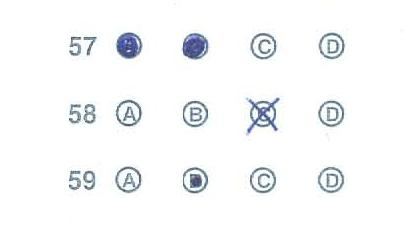 57 Ⓒ Ⓓ
58 Ⓐ Ⓑ Ⓓ
59 Ⓐ Ⓒ Ⓓ